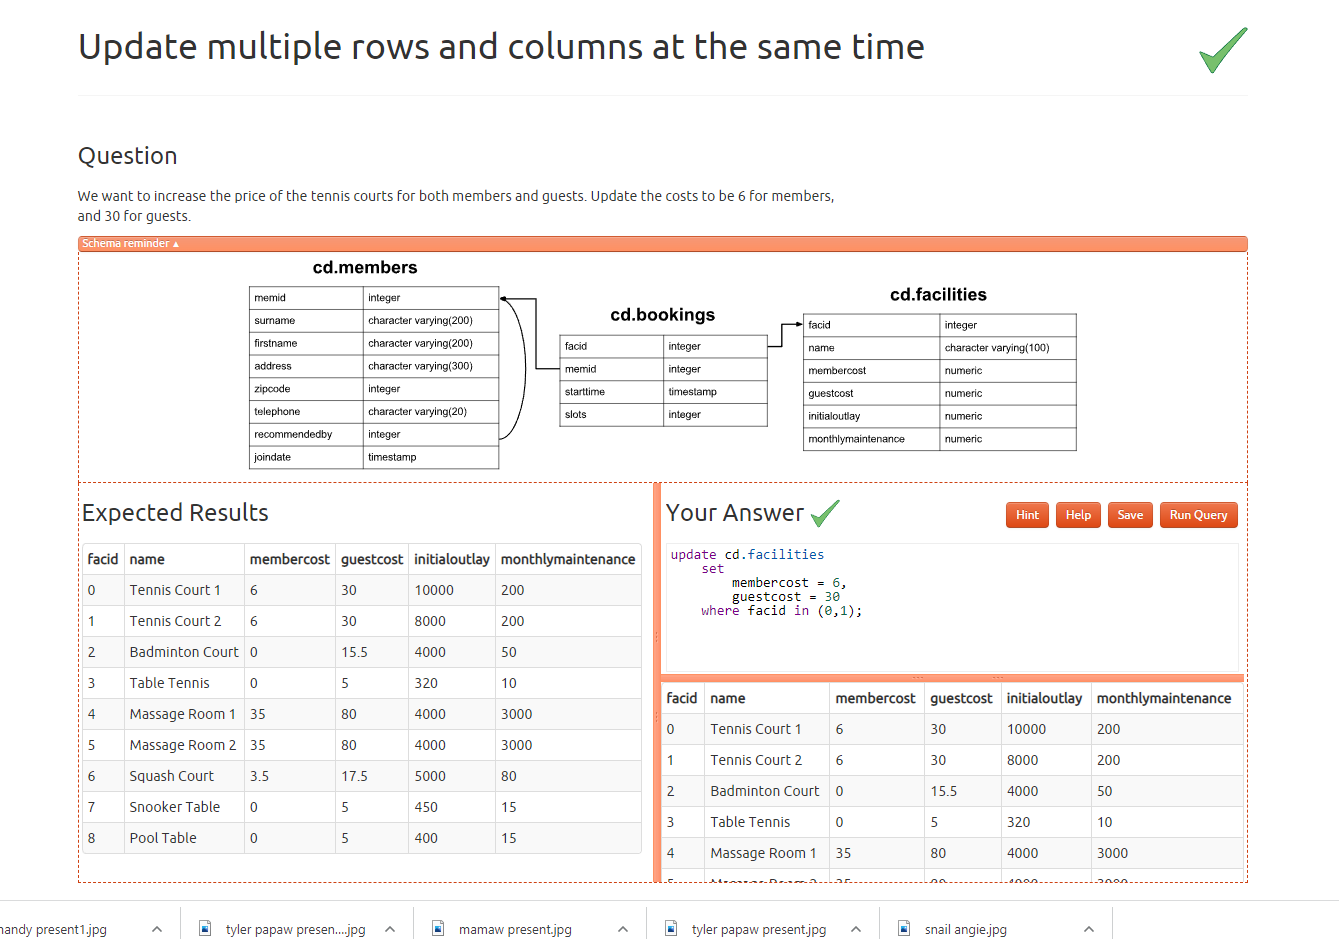 Update multiple rows and columns at the same time
Question
We want to increase the price of the tennis courts for both members and guests. Update the costs to be 6 for members,
and 30 for guests.
Schema reminder ▴
cd.members
memid integer
surname character varying(200)
firstname character varying(200)
address character varying(300)
zipcode integer
telephone character varying(20)
recommendedby integer
joindate timestamp
cd.bookings
facid integer
memid integer
starttime timestamp
slots integer
cd.facilities
facid integer
name character varying(100)
membercost numeric
guestcost numeric
initialoutlay numeric
monthlymaintenance numeric
Expected Results
facid name membercost guestcost initialoutlay monthlymaintenance
0 Tennis Court 1 6 30 10000 200
1 Tennis Court 2 6 30 8000 200
2 Badminton Court 0 15.5 4000 50
3 Table Tennis 0 5 320 10
4 Massage Room 1 35 80 4000 3000
5 Massage Room 2 35 80 4000 3000
6 Squash Court 3.5 17.5 5000 80
7 Snooker Table 0 5 450 15
8 Pool Table 0 5 400 15
Your Answer
Hint Help Save Run Query
update cd.facilities
set
membercost = 6,
guestcost = 30
where facid in (0,1);
facid name membercost guestcost initialoutlay monthlymaintenance
0 Tennis Court 1 6 30 10000 200
1 Tennis Court 2 6 30 8000 200
2 Badminton Court 0 15.5 4000 50
3 Table Tennis 0 5 320 10
4 Massage Room 1 35 80 4000 3000
andy present1.jpg
tyler papaw presen....jpg
mamaw present.jpg
tyler papaw present.jpg
snail angie.jpg